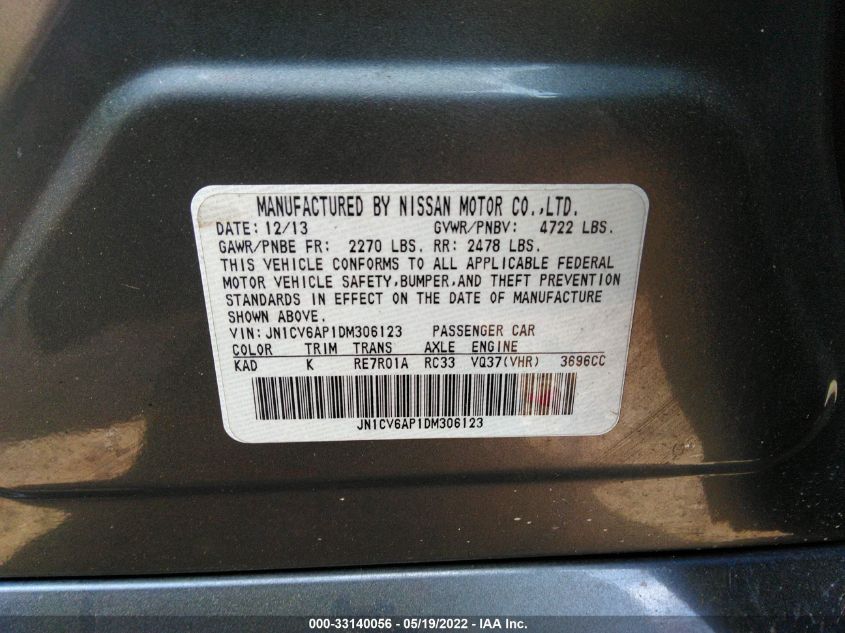 MANUFACTURED BY NISSAN MOTOR CO.,LTD.
DATE: 12/13 GVWR/PNBV: 4722 LBS.
GAWR/PNBE FR: 2270 LBS. RR: 2478 LBS.
THIS VEHICLE CONFORMS TO ALL APPLICABLE FEDERAL
MOTOR VEHICLE SAFETY,BUMPER,AND THEFT PREVENTION
STANDARDS IN EFFECT ON THE DATE OF MANUFACTURE
SHOWN ABOVE.
VIN:JN1CV6AP1DM306123 PASSENGER CAR
COLOR TRIM TRANS AXLE ENGINE
KAD K RE7R01A RC33 VQ37(VHR) 3696CC
JN1CV6AP1DM306123
000-33140056 - 05/19/2022 - IAA Inc.